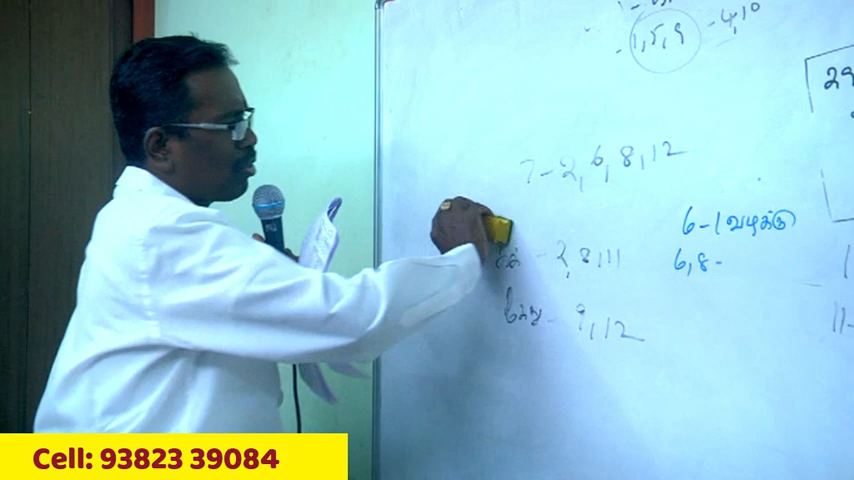 1, 5, 9 - 4, 10
7 - 2, 6, 8, 12
6 - 1 வழக்கு
- 2, 8, 11
6, 8 -
கேது - 9, 12
11 -
Cell: 93823 39084